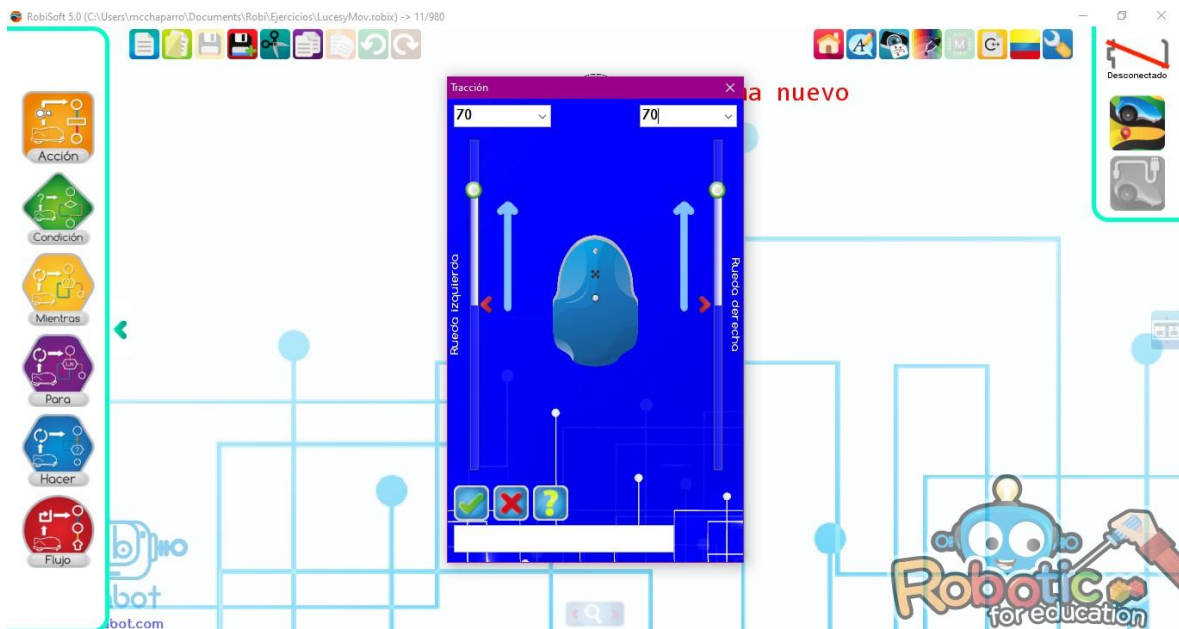 RobiSoft 5.0 (C:\Users\mcchaparro\Documents\Robi\Ejercicios\LucesyMov.robix) -> 11/980
Desconectado
Acción
Condición
Mientras
Para
Hacer
Flujo
a nuevo
Tracción
70
70
Rueda izquierda
Rueda derecha
bot
bot.com
Robotic
for education